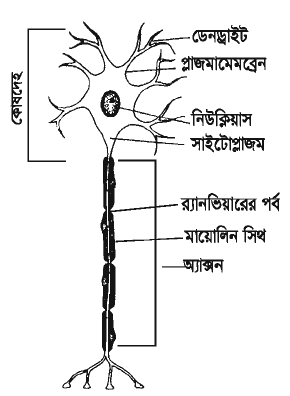 ডেনড্রাইট
প্লাজমামেমব্রেন
কোষদেহ
নিউক্লিয়াস
সাইটোপ্লাজম
র‍্যানভিয়ারের পর্ব
মায়োলিন সিথ
অ্যাক্সন